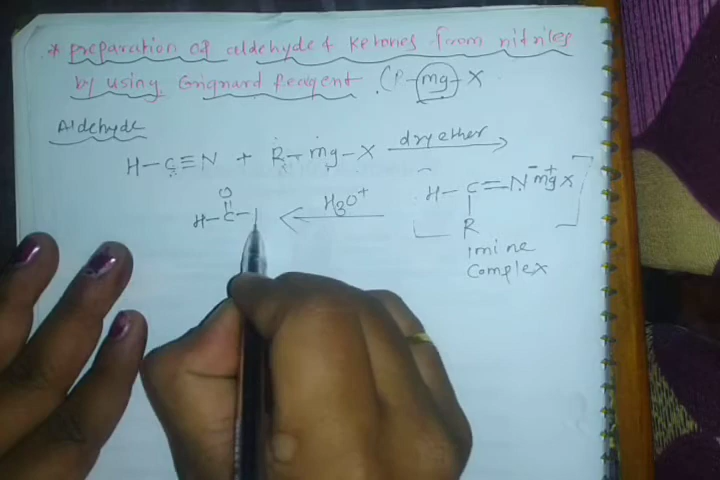 * preparation of aldehyde & Ketones from nitriles
by using Grignard Reagent (R-mg-X
Aldehyde
H-C≡N + R-mg-X dry ether
H-C=N⁻ mg⁺X
R
imine
complex
H₃O⁺
O
H-C-